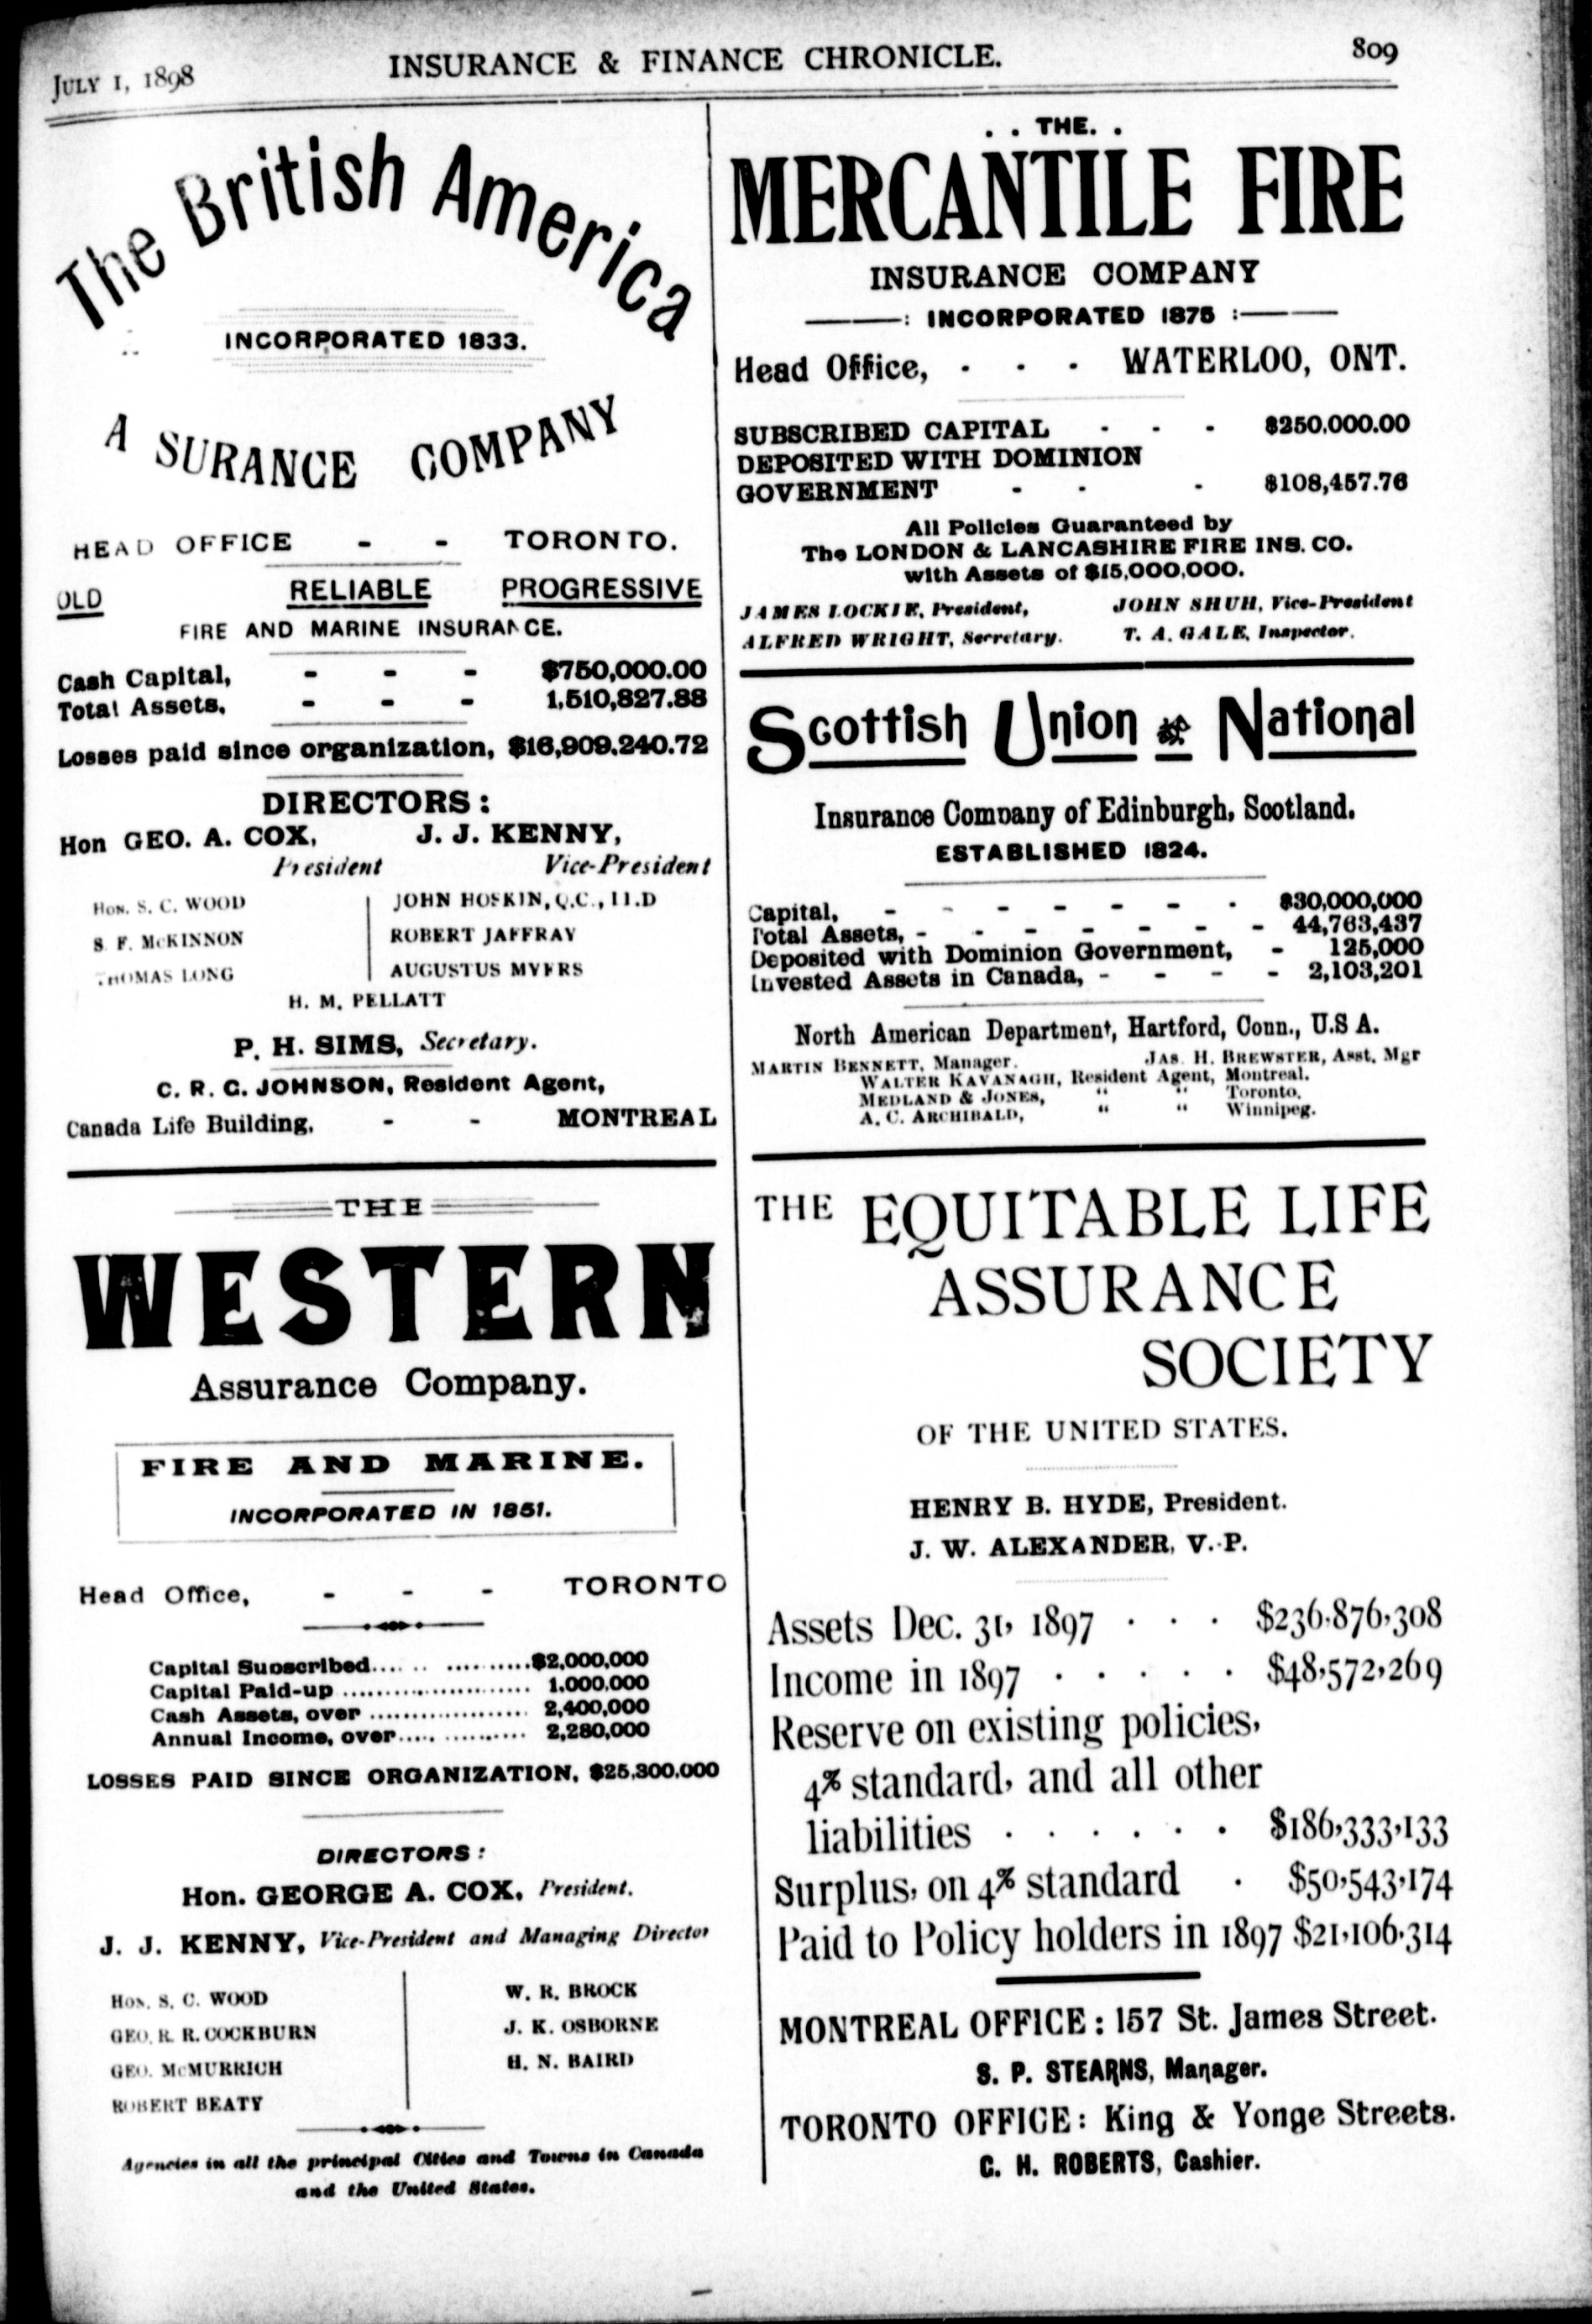 JULY 1, 1898
INSURANCE & FINANCE CHRONICLE.
809
The British America
INCORPORATED 1833.
A SURANCE COMPANY
HEAD OFFICE - - TORONTO.
OLD RELIABLE PROGRESSIVE
FIRE AND MARINE INSURANCE.
Cash Capital, - - - $750,000.00
Total Assets, - - - 1,510,827.88
Losses paid since organization, $16,909,240.72
DIRECTORS:
Hon GEO. A. COX, J. J. KENNY,
President Vice-President
HON. S. C. WOOD JOHN HOSKIN, Q.C., LL.D
S. F. McKINNON ROBERT JAFFRAY
THOMAS LONG AUGUSTUS MYERS
H. M. PELLATT
P. H. SIMS, Secretary.
C. R. G. JOHNSON, Resident Agent,
Canada Life Building, - - MONTREAL
THE
WESTERN
Assurance Company.
FIRE AND MARINE.
INCORPORATED IN 1851.
Head Office, - - - TORONTO
Capital Subscribed.... .. ..........$2,000,000
Capital Paid-up ........................ 1,000,000
Cash Assets, over .................... 2,400,000
Annual Income, over..... ........... 2,280,000
LOSSES PAID SINCE ORGANIZATION, $25,300,000
DIRECTORS:
Hon. GEORGE A. COX, President.
J. J. KENNY, Vice-President and Managing Director
HON. S. C. WOOD W. R. BROCK
GEO. R. R. COCKBURN J. K. OSBORNE
GEO. McMURRICH H. N. BAIRD
ROBERT BEATY
Agencies in all the principal Cities and Towns in Canada
and the United States.
. . THE. .
MERCANTILE FIRE
INSURANCE COMPANY
: INCORPORATED 1875 :
Head Office, - - - WATERLOO, ONT.
SUBSCRIBED CAPITAL - - - $250,000.00
DEPOSITED WITH DOMINION
GOVERNMENT - - - $108,457.76
All Policies Guaranteed by
The LONDON & LANCASHIRE FIRE INS. CO.
with Assets of $15,000,000.
JAMES LOCKIE, President, JOHN SHUH, Vice-President
ALFRED WRIGHT, Secretary. T. A. GALE, Inspector.
Scottish Union & National
Insurance Company of Edinburgh, Scotland.
ESTABLISHED 1824.
Capital, - - - - - - - $30,000,000
Total Assets, - - - - - - - 44,763,437
Deposited with Dominion Government, - 125,000
Invested Assets in Canada, - - - - 2,103,201
North American Department, Hartford, Conn., U.S A.
MARTIN BENNETT, Manager. JAS. H. BREWSTER, Asst. Mgr
WALTER KAVANAGH, Resident Agent, Montreal.
MEDLAND & JONES, " " Toronto.
A. C. ARCHIBALD, " " Winnipeg.
THE EQUITABLE LIFE
ASSURANCE
SOCIETY
OF THE UNITED STATES.
HENRY B. HYDE, President.
J. W. ALEXANDER, V.-P.
Assets Dec. 31, 1897 . . . $236,876,308
Income in 1897 . . . . . $48,572,269
Reserve on existing policies,
4% standard, and all other
liabilities . . . . . . $186,333,133
Surplus, on 4% standard . $50,543,174
Paid to Policy holders in 1897 $21,106,314
MONTREAL OFFICE: 157 St. James Street.
S. P. STEARNS, Manager.
TORONTO OFFICE: King & Yonge Streets.
C. H. ROBERTS, Cashier.